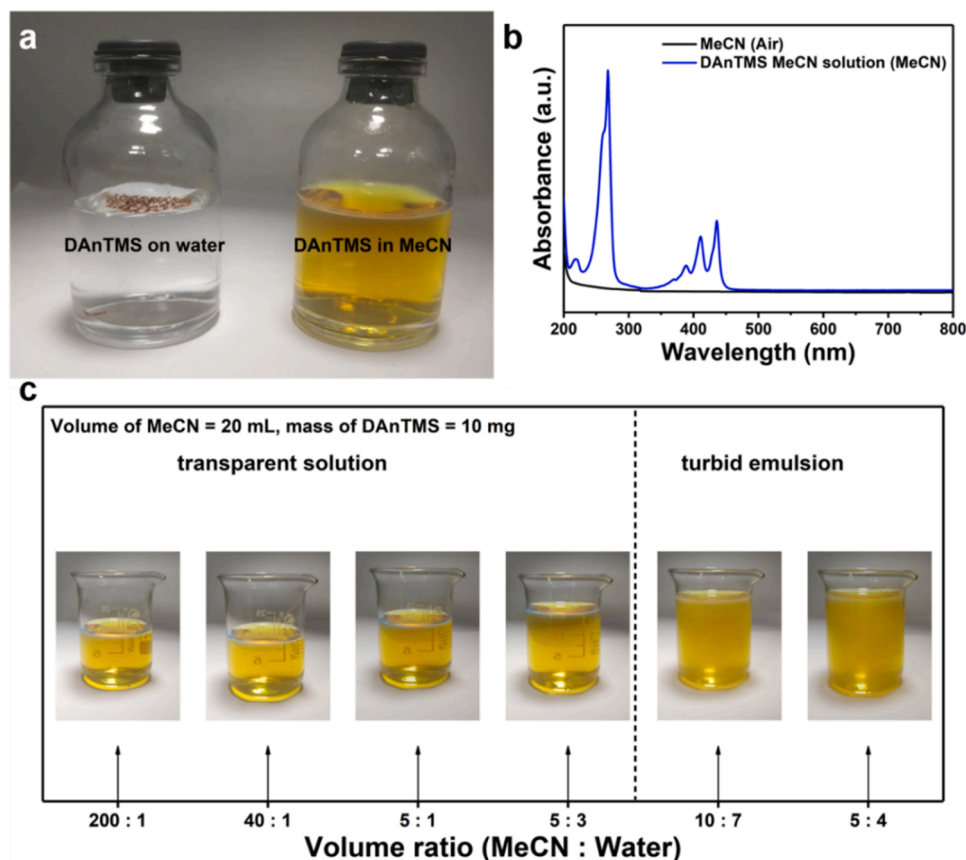 a
DAnTMS on water
DAnTMS in MeCN
b
Absorbance (a.u.)
MeCN (Air)
DAnTMS MeCN solution (MeCN)
200 300 400 500 600 700 800
Wavelength (nm)
c
Volume of MeCN = 20 mL, mass of DAnTMS = 10 mg
transparent solution
turbid emulsion
200 : 1
40 : 1
5 : 1
5 : 3
10 : 7
5 : 4
Volume ratio (MeCN : Water)